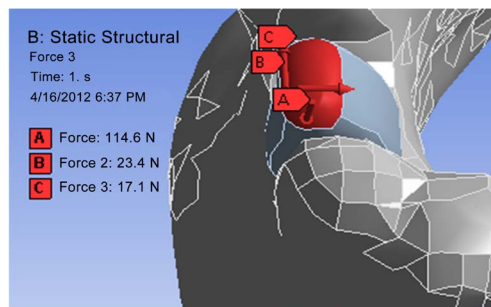 B: Static Structural
Force 3
Time: 1. s
4/16/2012 6:37 PM
A Force: 114.6 N
B Force 2: 23.4 N
C Force 3: 17.1 N
C
B
A